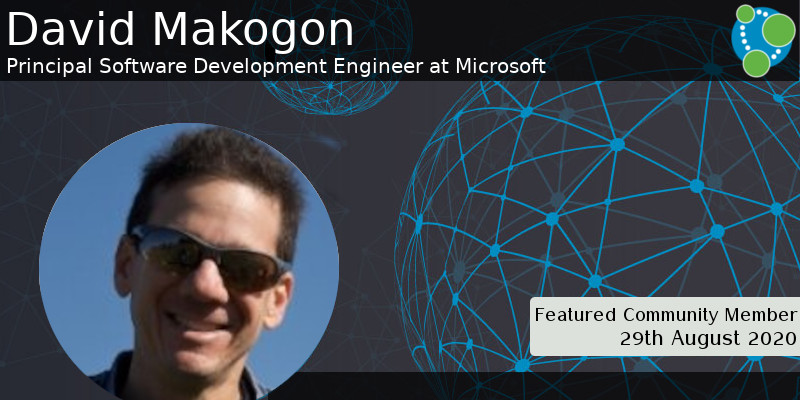 David Makogon
Principal Software Development Engineer at Microsoft
Featured Community Member
29th August 2020